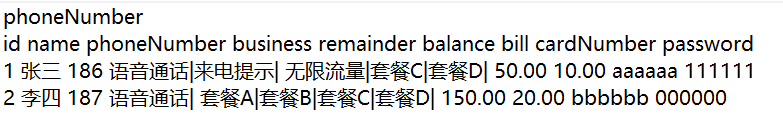 phoneNumber
id name phoneNumber business remainder balance bill cardNumber password
1 张三 186 语音通话|来电提示| 无限流量|套餐C|套餐D| 50.00 10.00 aaaaaa 111111
2 李四 187 语音通话| 套餐A|套餐B|套餐C|套餐D| 150.00 20.00 bbbbbb 000000